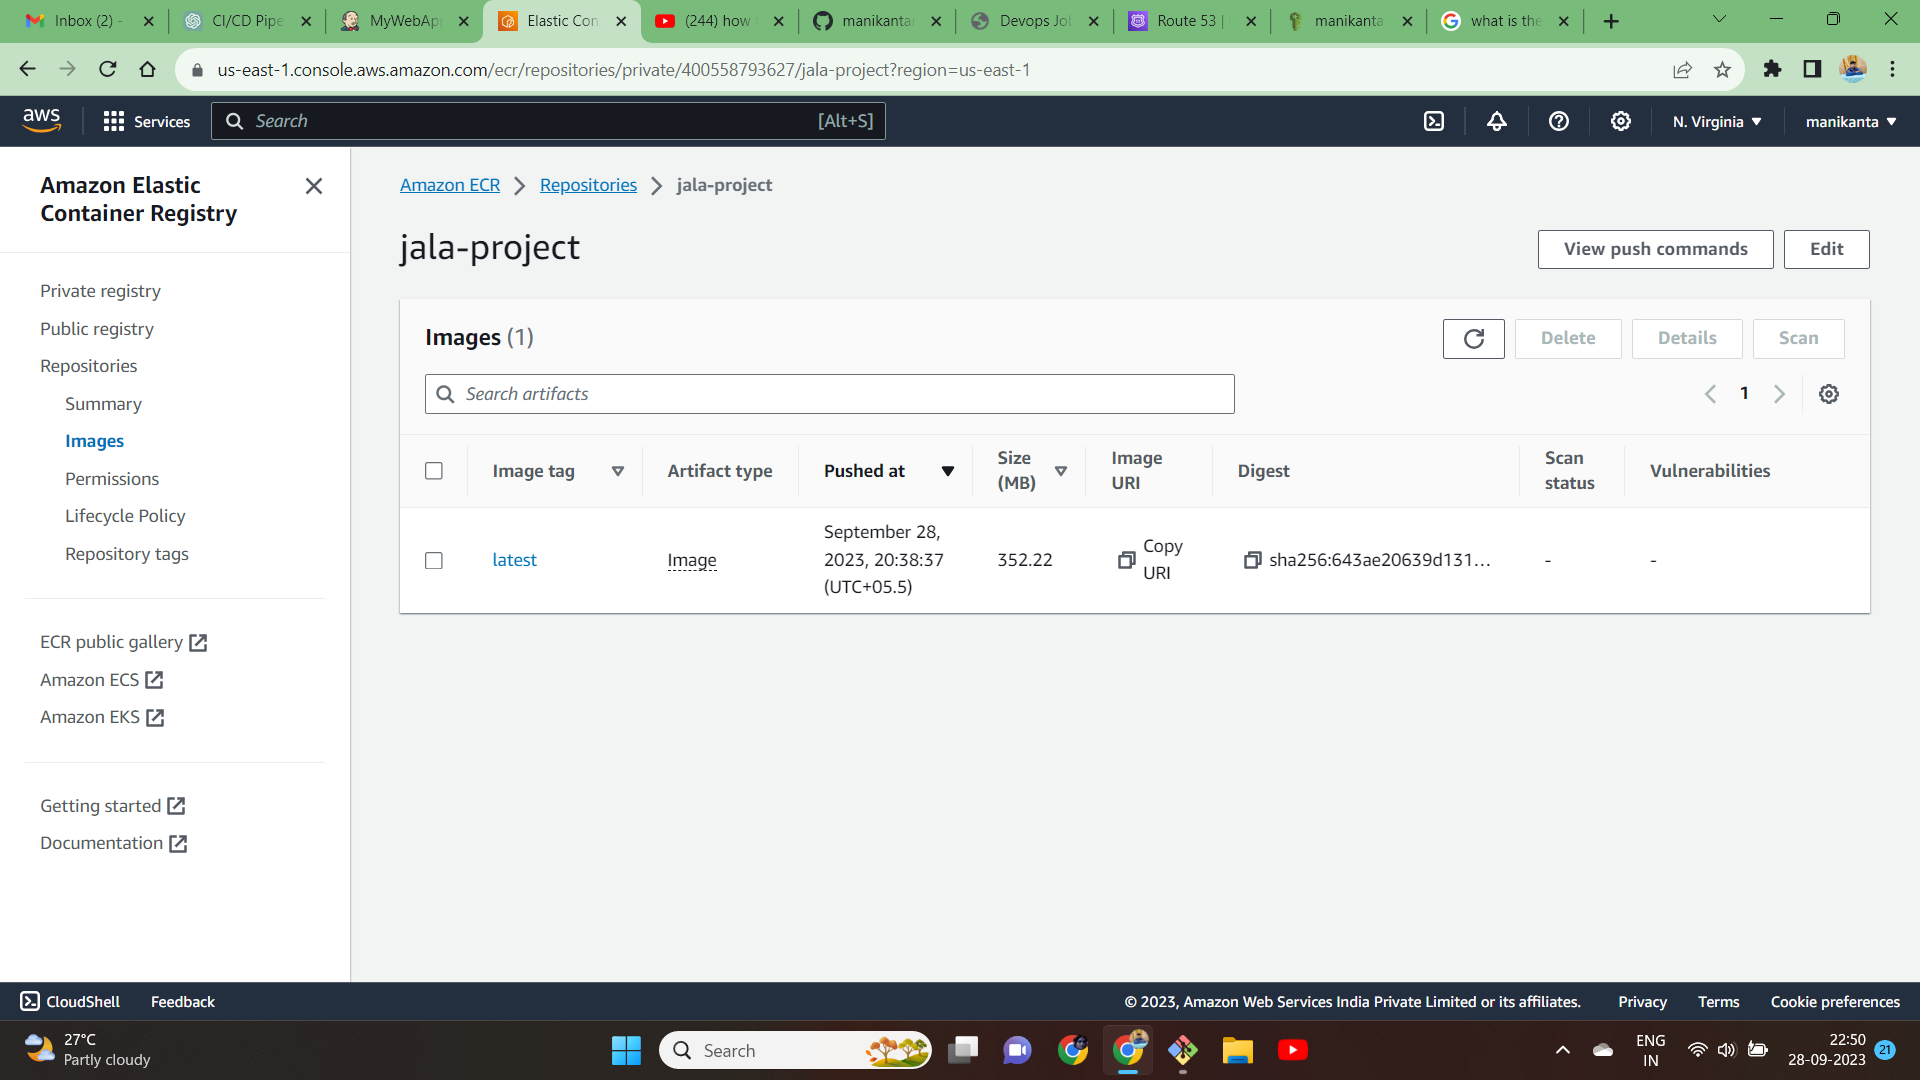 Inbox (2) -
CI/CD Pipe
MyWebApp
Elastic Con
(244) how
manikanta
Devops Jol
Route 53 |
manikanta
what is the
us-east-1.console.aws.amazon.com/ecr/repositories/private/400558793627/jala-project?region=us-east-1
aws
Services
Search
[Alt+S]
N. Virginia
manikanta
Amazon Elastic
Container Registry
Private registry
Public registry
Repositories
Summary
Images
Permissions
Lifecycle Policy
Repository tags
ECR public gallery
Amazon ECS
Amazon EKS
Getting started
Documentation
Amazon ECR
Repositories
jala-project
jala-project
View push commands
Edit
Images (1)
Delete
Details
Scan
Search artifacts
1
Image tag
Artifact type
Pushed at
Size
(MB)
Image
URI
Digest
Scan
status
Vulnerabilities
latest
Image
September 28,
2023, 20:38:37
(UTC+05.5)
352.22
Copy
URI
sha256:643ae20639d131...
-
-
CloudShell
Feedback
© 2023, Amazon Web Services India Private Limited or its affiliates.
Privacy
Terms
Cookie preferences
27°C
Partly cloudy
Search
ENG
IN
22:50
28-09-2023
21